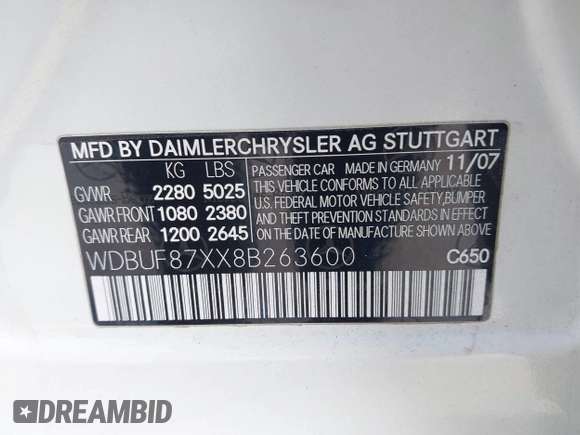 MFD BY DAIMLERCHRYSLER AG STUTTGART
KG LBS
GVWR 2280 5025
GAWR FRONT 1080 2380
GAWR REAR 1200 2645
PASSENGER CAR MADE IN GERMANY 11/07
THIS VEHICLE CONFORMS TO ALL APPLICABLE
U.S. FEDERAL MOTOR VEHICLE SAFETY, BUMPER,
AND THEFT PREVENTION STANDARDS IN EFFECT
ON THE DATE OF MANUFACTURE SHOWN ABOVE.
WDBUF87XX8B263600 C650
DREAMBID